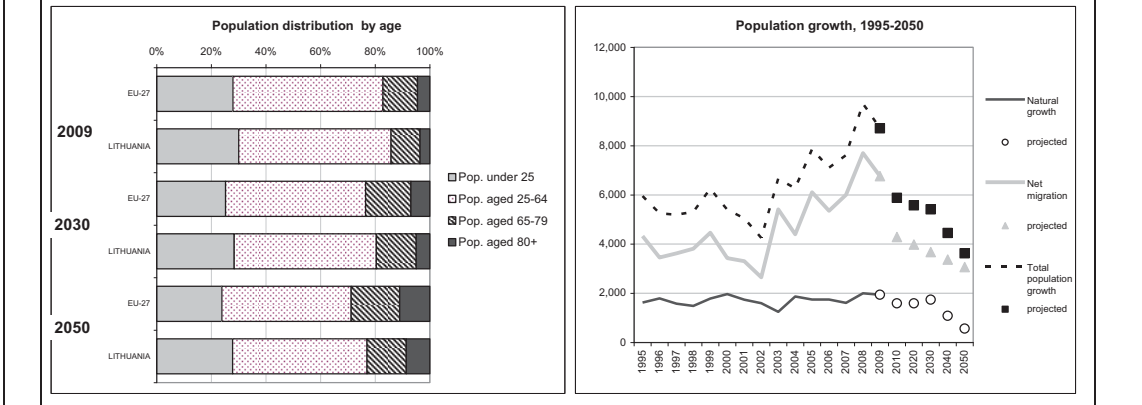 Population distribution by age
0% 20% 40% 60% 80% 100%
EU-27
2009
LITHUANIA
EU-27
2030
LITHUANIA
EU-27
2050
LITHUANIA
Pop. under 25
Pop. aged 25-64
Pop. aged 65-79
Pop. aged 80+
Population growth, 1995-2050
12,000
10,000
8,000
6,000
4,000
2,000
0
1995 1996 1997 1998 1999 2000 2001 2002 2003 2004 2005 2006 2007 2008 2009 2010 2020 2030 2040 2050
Natural
growth
projected
Net
migration
projected
Total
population
growth
projected